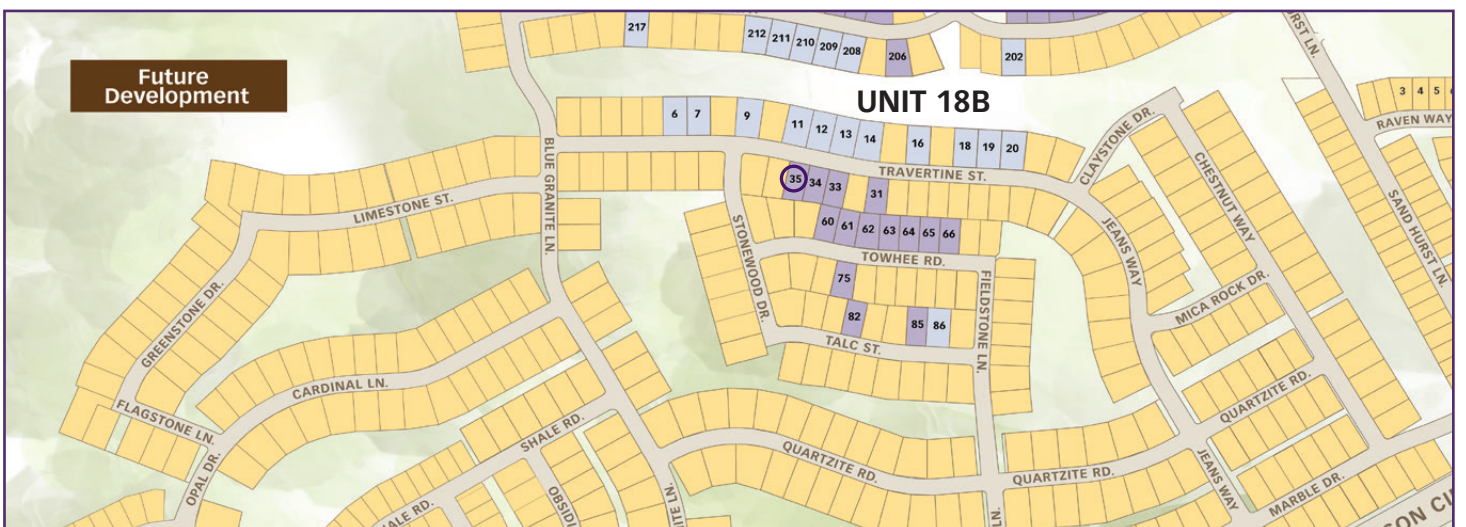 217
212 211 210 209 208
206
202
Future
Development
UNIT 18B
6 7 9 11 12 13 14 16 18 19 20
3 4 5
RAVEN WAY
CLAYSTONE DR.
TRAVERTINE ST.
BLUE GRANITE LN.
CHESTNUT WAY
SAND HURST LN.
35 34 33 31
LIMESTONE ST.
STONEWOOD DR.
60 61 62 63 64 65 66
JEANS WAY
TOWHEE RD.
FIELDSTONE LN.
75
MICA ROCK DR.
GREENSTONE DR.
82 85 86
TALC ST.
CARDINAL LN.
FLAGSTONE LN.
SHALE RD.
QUARTZITE RD.
QUARTZITE RD.
QUARTZITE RD.
OPAL DR.
JEANS WAY
MARBLE DR.